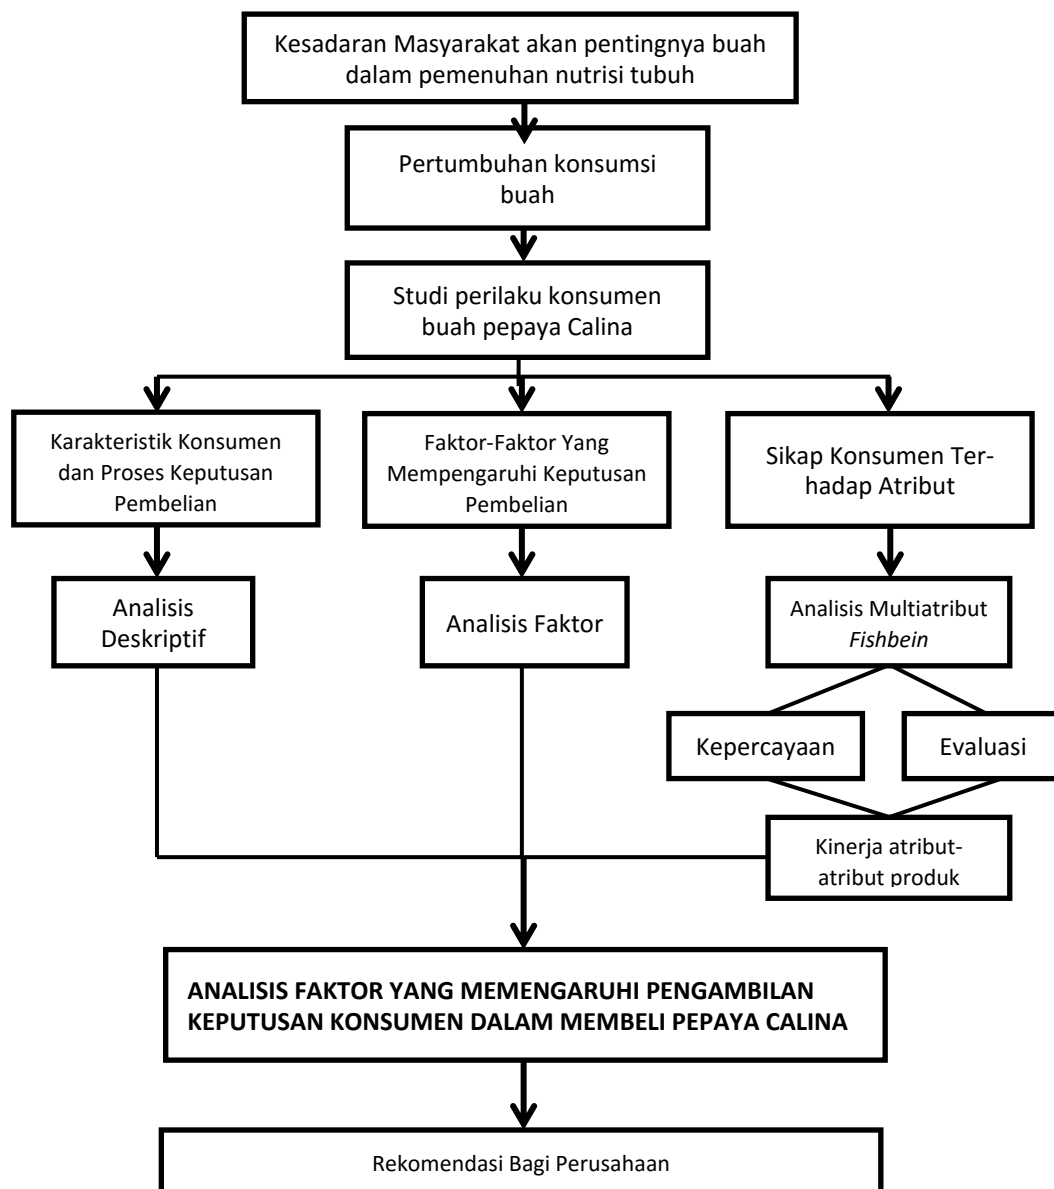 Kesadaran Masyarakat akan pentingnya buah
dalam pemenuhan nutrisi tubuh
Pertumbuhan konsumsi
buah
Studi perilaku konsumen
buah pepaya Calina
Karakteristik Konsumen
dan Proses Keputusan
Pembelian
Faktor-Faktor Yang
Mempengaruhi Keputusan
Pembelian
Sikap Konsumen Ter-
hadap Atribut
Analisis
Deskriptif
Analisis Faktor
Analisis Multiatribut
Fishbein
Kepercayaan
Evaluasi
Kinerja atribut-
atribut produk
ANALISIS FAKTOR YANG MEMENGARUHI PENGAMBILAN
KEPUTUSAN KONSUMEN DALAM MEMBELI PEPAYA CALINA
Rekomendasi Bagi Perusahaan